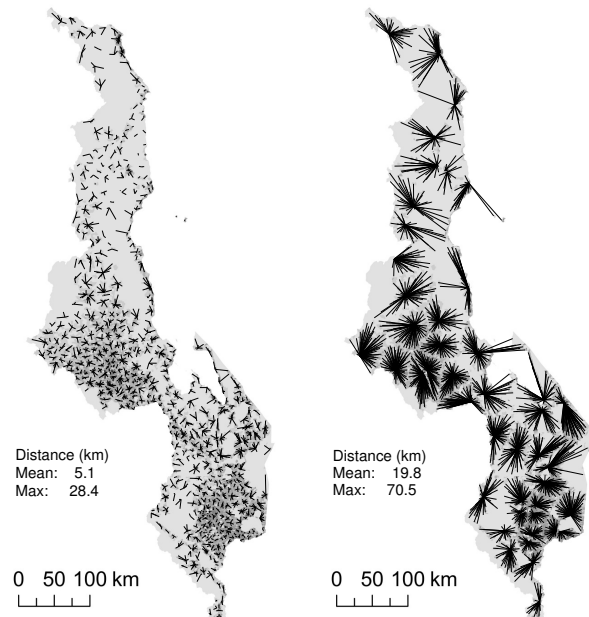 Distance (km)
Mean: 5.1
Max: 28.4
0 50 100 km
Distance (km)
Mean: 19.8
Max: 70.5
0 50 100 km